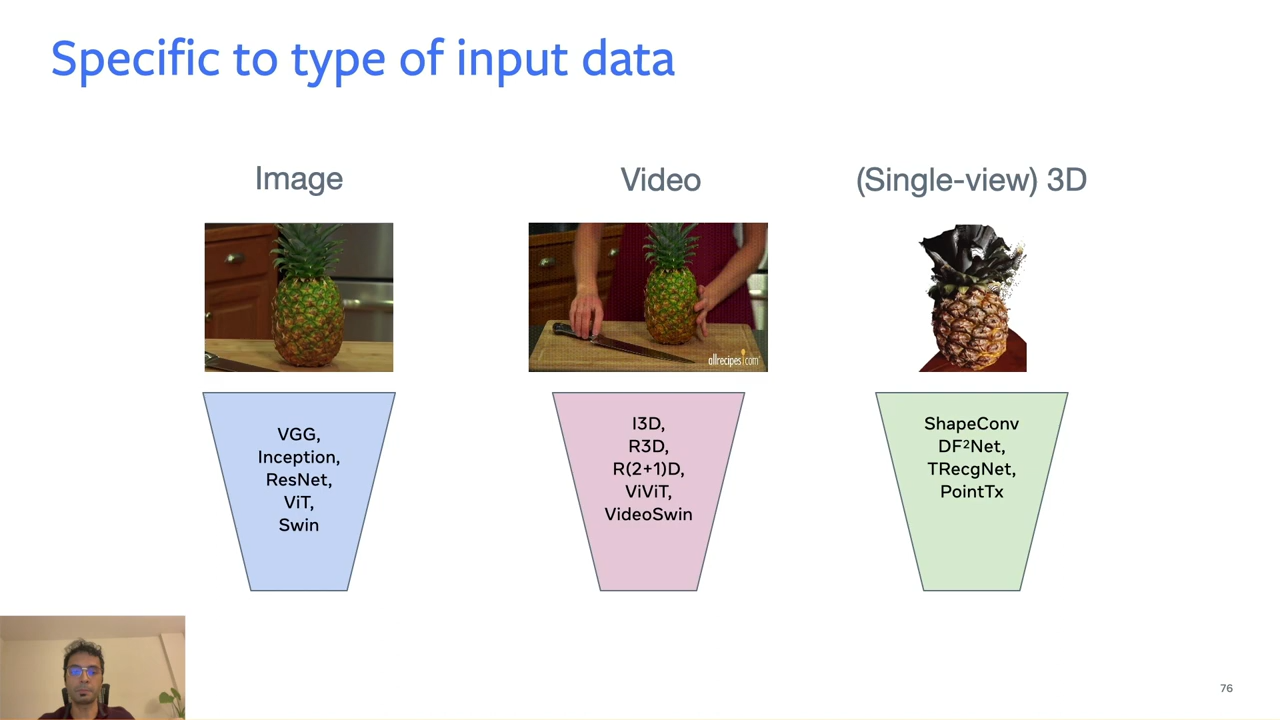 Specific to type of input data
Image
Video
(Single-view) 3D
allrecipes.com
VGG,
Inception,
ResNet,
ViT,
Swin
I3D,
R3D,
R(2+1)D,
ViViT,
VideoSwin
ShapeConv
DF²Net,
TRecgNet,
PointTx
76